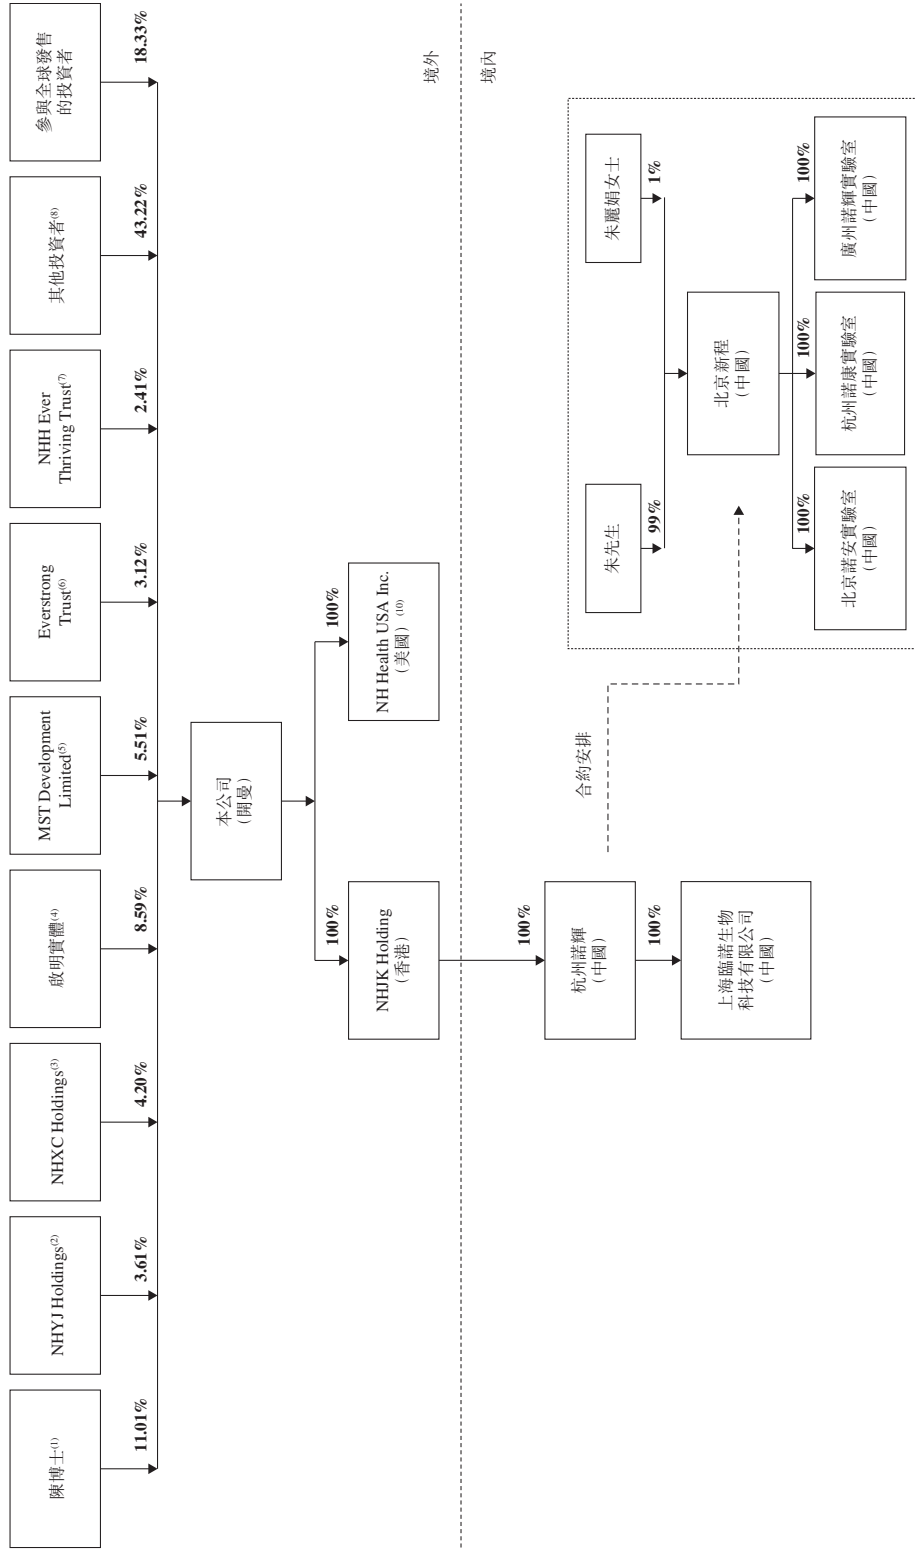 陳博士(1)
NHYJ Holdings(2)
NHXC Holdings(3)
啟明實體(4)
MST Development
Limited(5)
Everstrong
Trust(6)
NHH Ever
Thriving Trust(7)
其他投資者(8)
參與全球發售
的投資者
11.01%
3.61%
4.20%
8.59%
5.51%
3.12%
2.41%
43.22%
18.33%
本公司
(開曼)
100%
100%
NHJK Holding
(香港)
NH Health USA Inc.
(美國)(10)
境外
境內
100%
杭州諾輝
(中國)
100%
上海臨諾生物
科技有限公司
(中國)
合約安排
朱先生
朱麗娟女士
99%
1%
北京新程
(中國)
100%
100%
100%
北京諾安實驗室
(中國)
杭州諾康實驗室
(中國)
廣州諾輝實驗室
(中國)